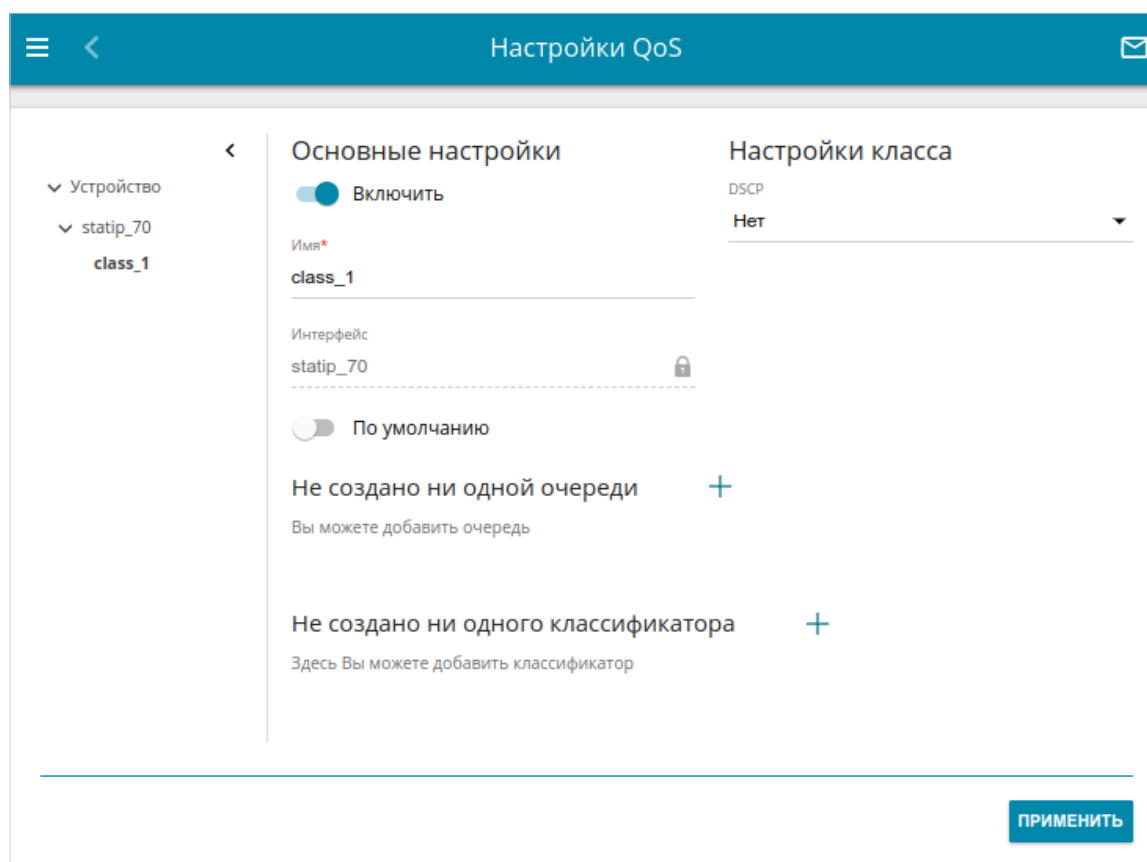 Настройки QoS
Устройство
statip_70
class_1
Основные настройки
Включить
Имя*
class_1
Интерфейс
statip_70
По умолчанию
Не создано ни одной очереди
Вы можете добавить очередь
Не создано ни одного классификатора
Здесь Вы можете добавить классификатор
Настройки класса
DSCP
Нет
ПРИМЕНИТЬ